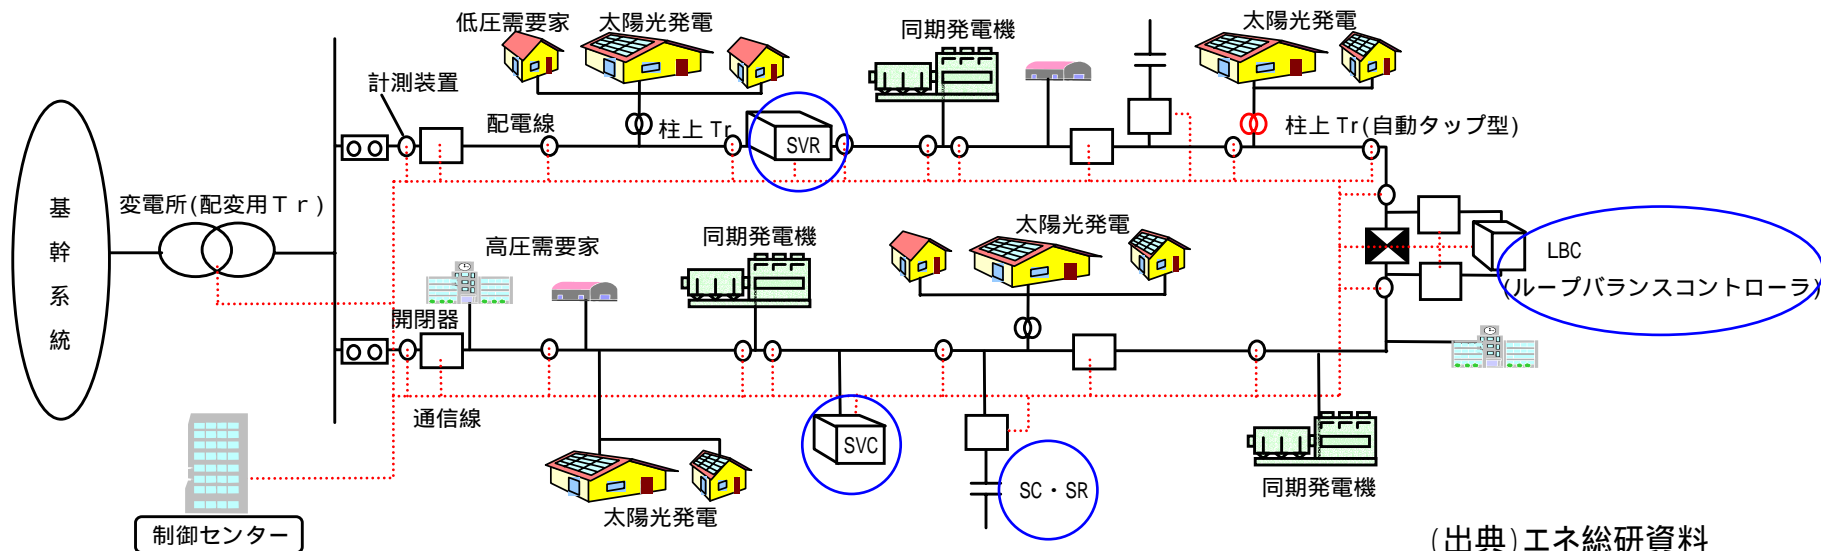 低圧需要家
太陽光発電
同期発電機
太陽光発電
計測装置
配電線
柱上Tr
SVR
柱上Tr(自動タップ型)
基幹系統
変電所(配変用Tr)
高圧需要家
同期発電機
太陽光発電
LBC
(ループバランスコントローラ)
開閉器
通信線
SVC
SC・SR
太陽光発電
同期発電機
制御センター
(出典)エネ総研資料